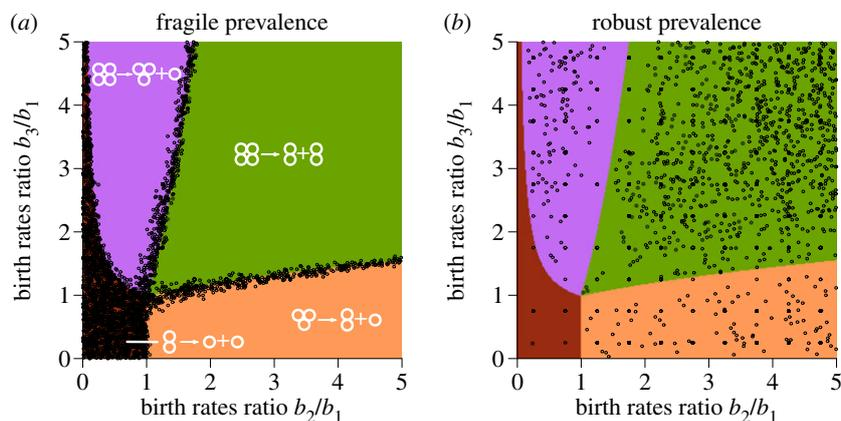 (a) fragile prevalence
5
4
3
2
1
0
birth rates ratio b3/b1
0 1 2 3 4 5
birth rates ratio b2/b1
(b) robust prevalence
5
4
3
2
1
0
birth rates ratio b3/b1
0 1 2 3 4 5
birth rates ratio b2/b1